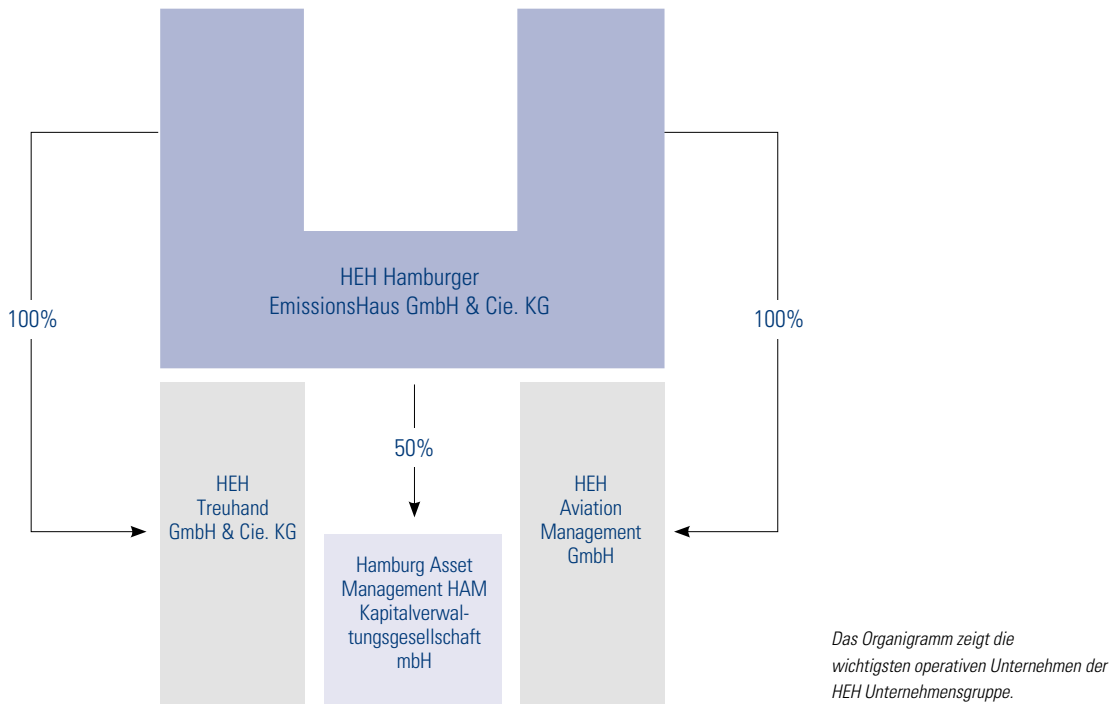 HEH Hamburger
EmissionsHaus GmbH & Cie. KG
100%
100%
50%
HEH
Treuhand
GmbH & Cie. KG
Hamburg Asset
Management HAM
Kapitalverwal-
tungsgesellschaft
mbH
HEH
Aviation
Management
GmbH
Das Organigramm zeigt die
wichtigsten operativen Unternehmen der
HEH Unternehmensgruppe.